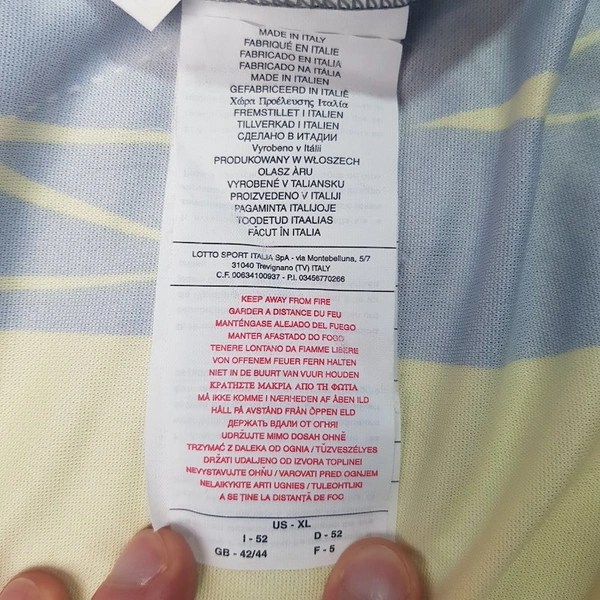 MADE IN ITALY
FABRIQUÉ EN ITALIE
FABRICADO EN ITALIA
FABRICADO NA ITÁLIA
MADE IN ITALIEN
GEFABRICEERD IN ITALIË
Χώρα Προέλευσης Ιταλία
FREMSTILLET I ITALIEN
TILLVERKAD I ITALIEN
СДЕЛАНО В ИТАДИИ
Vyrobeno v Itálii
PRODUKOWANY W WŁOSZECH
OLASZ ÀRU
VYROBENÉ V TALIANSKU
PROIZVEDENO V ITALIJI
PAGAMINTA ITALIJOJE
TOODETUD ITAALIAS
FĂCUT ÎN ITALIA
LOTTO SPORT ITALIA SpA - via Montebelluna, 5/7
31040 Trevignano (TV) ITALY
C.F. 00634100937 - P.I. 03456770266
KEEP AWAY FROM FIRE
GARDER A DISTANCE DU FEU
MANTÉNGASE ALEJADO DEL FUEGO
MANTER AFASTADO DO FOGO
TENERE LONTANO DA FIAMME LIBERE
VON OFFENEM FEUER FERN HALTEN
NIET IN DE BUURT VAN VUUR HOUDEN
ΚΡΑΤΗΣΤΕ ΜΑΚΡΙΑ ΑΠΟ ΤΗ ΦΩΤΙΑ
MÅ IKKE KOMME I NÆRHEDEN AF ÅBEN ILD
HÅLL PÅ AVSTÅND FRÅN ÖPPEN ELD
ДЕРЖАТЬ ВДАЛИ ОТ ОГНЯ!
UDRŽUJTE MIMO DOSAH OHNĚ
TRZYMAĆ Z DALEKA OD OGNIA / TŰZVESZÉLYES
DRŽATI UDALJENO OD IZVORA TOPLINE!
NEVYSTAVUJTE OHŇU / VAROVATI PRED OGNJEM
NELAIKYKITE ARTI UGNIES / TULEOHTLIKI
A SE ŢINE LA DISTANŢĂ DE FOC
US - XL
I - 52 D - 52
GB - 42/44 F - 5